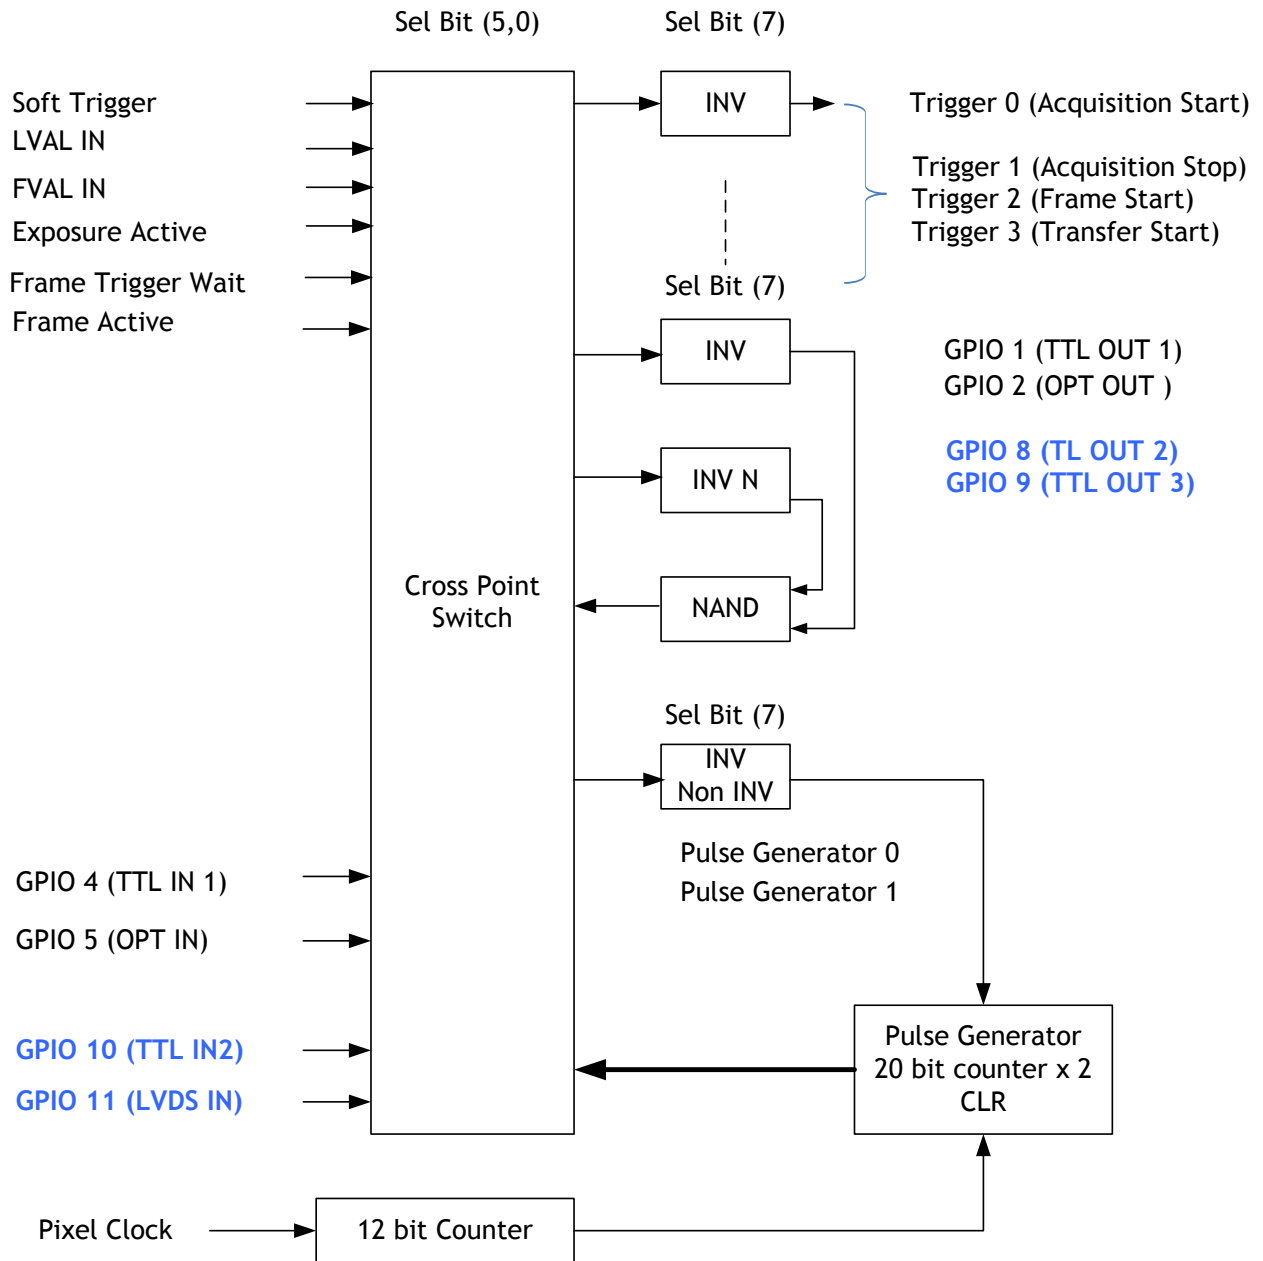 Sel Bit (5,0)
Sel Bit (7)
Soft Trigger
INV
Trigger 0 (Acquisition Start)
LVAL IN
Trigger 1 (Acquisition Stop)
FVAL IN
Trigger 2 (Frame Start)
Exposure Active
Trigger 3 (Transfer Start)
Frame Trigger Wait
Sel Bit (7)
Frame Active
INV
GPIO 1 (TTL OUT 1)
GPIO 2 (OPT OUT )
GPIO 8 (TL OUT 2)
INV N
GPIO 9 (TTL OUT 3)
Cross Point
Switch
NAND
Sel Bit (7)
INV
Non INV
Pulse Generator 0
GPIO 4 (TTL IN 1)
Pulse Generator 1
GPIO 5 (OPT IN)
GPIO 10 (TTL IN2)
Pulse Generator
20 bit counter x 2
CLR
GPIO 11 (LVDS IN)
Pixel Clock
12 bit Counter